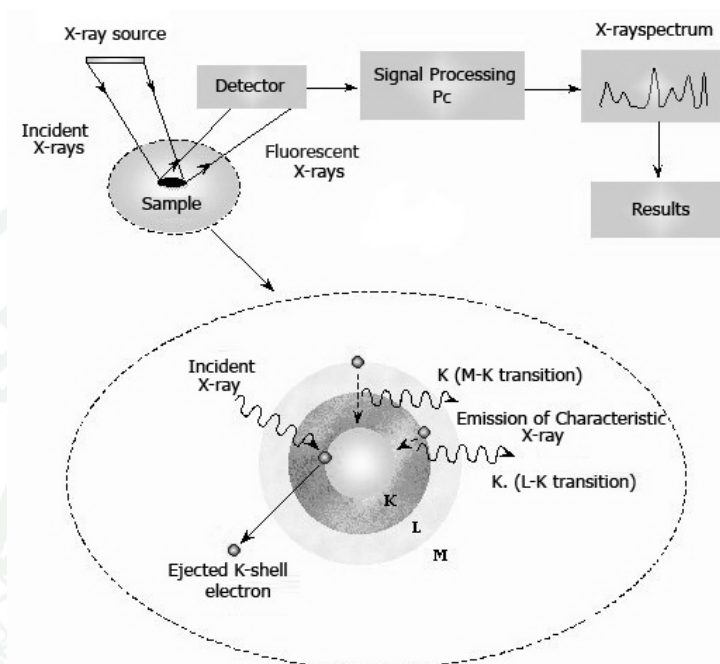 X-ray source
Detector
Signal Processing
Pc
X-rayspectrum
Incident
X-rays
Fluorescent
X-rays
Sample
Results
Incident
X-ray
K (M-K transition)
Emission of Characteristic
X-ray
K. (L-K transition)
K
L
M
Ejected K-shell
electron